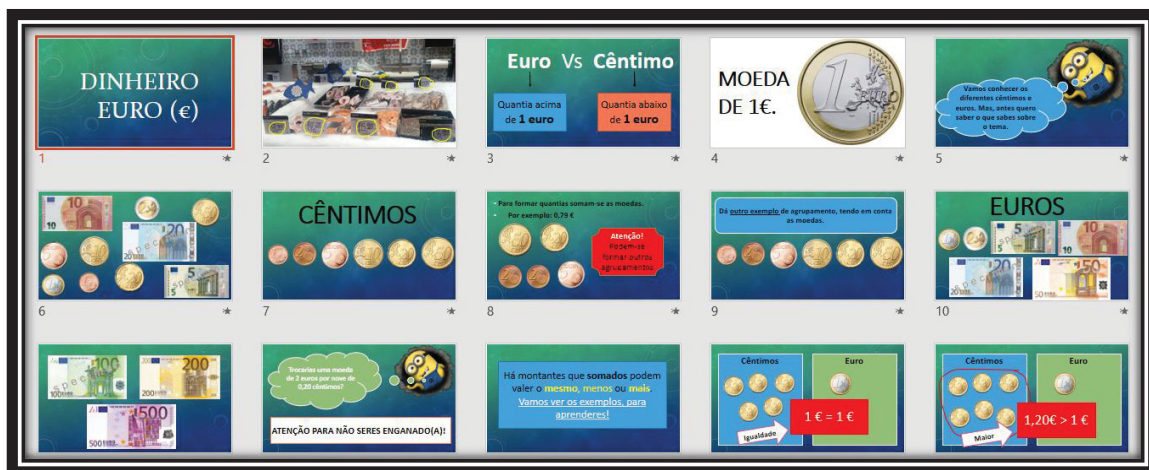 DINHEIRO
EURO (€)
1
2
Euro Vs Cêntimo
Quantia acima
de 1 euro
Quantia abaixo
de 1 euro
3
MOEDA
DE 1€.
1 EURO
4
Vamos conhecer os
diferentes cêntimos e
euros. Mas, antes quero
saber o que sabes sobre
o tema.
5
6
CÊNTIMOS
7
- Para formar quantias somam-se as moedas.
- Por exemplo: 0,79 €
Atenção!
Podem-se
formar outros
agrupamentos
8
Dá outro exemplo de agrupamento, tendo em conta
as moedas.
9
EUROS
10
Trocarias uma moeda
de 2 euros por nove de
0,20 cêntimos?
ATENÇÃO PARA NÃO SERES ENGANADO(A)!
Há montantes que somados podem
valer o mesmo, menos ou mais.
Vamos ver os exemplos, para
aprenderes!
Cêntimos
Euro
1 € = 1 €
Igualdade
Cêntimos
Euro
1,20€ > 1 €
Maior